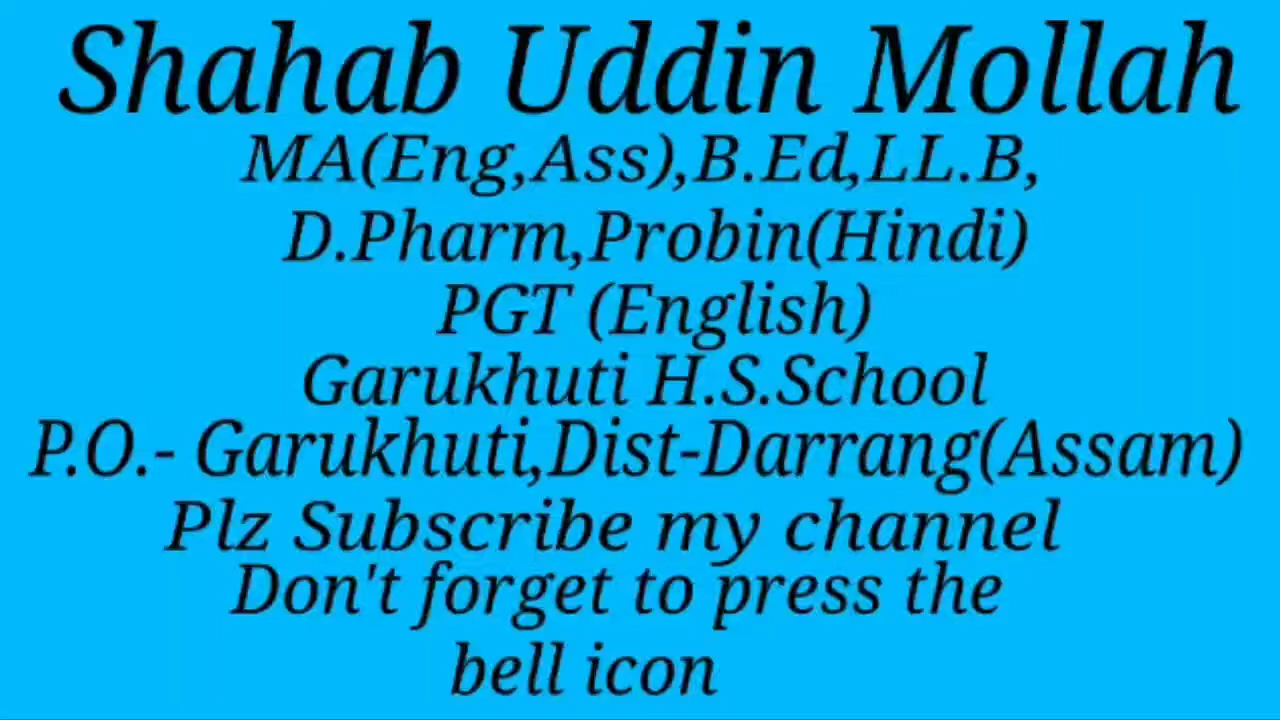 Shahab Uddin Mollah
MA(Eng,Ass),B.Ed,LL.B,
D.Pharm,Probin(Hindi)
PGT (English)
Garukhuti H.S.School
P.O.- Garukhuti,Dist-Darrang(Assam)
Plz Subscribe my channel
Don't forget to press the
bell icon